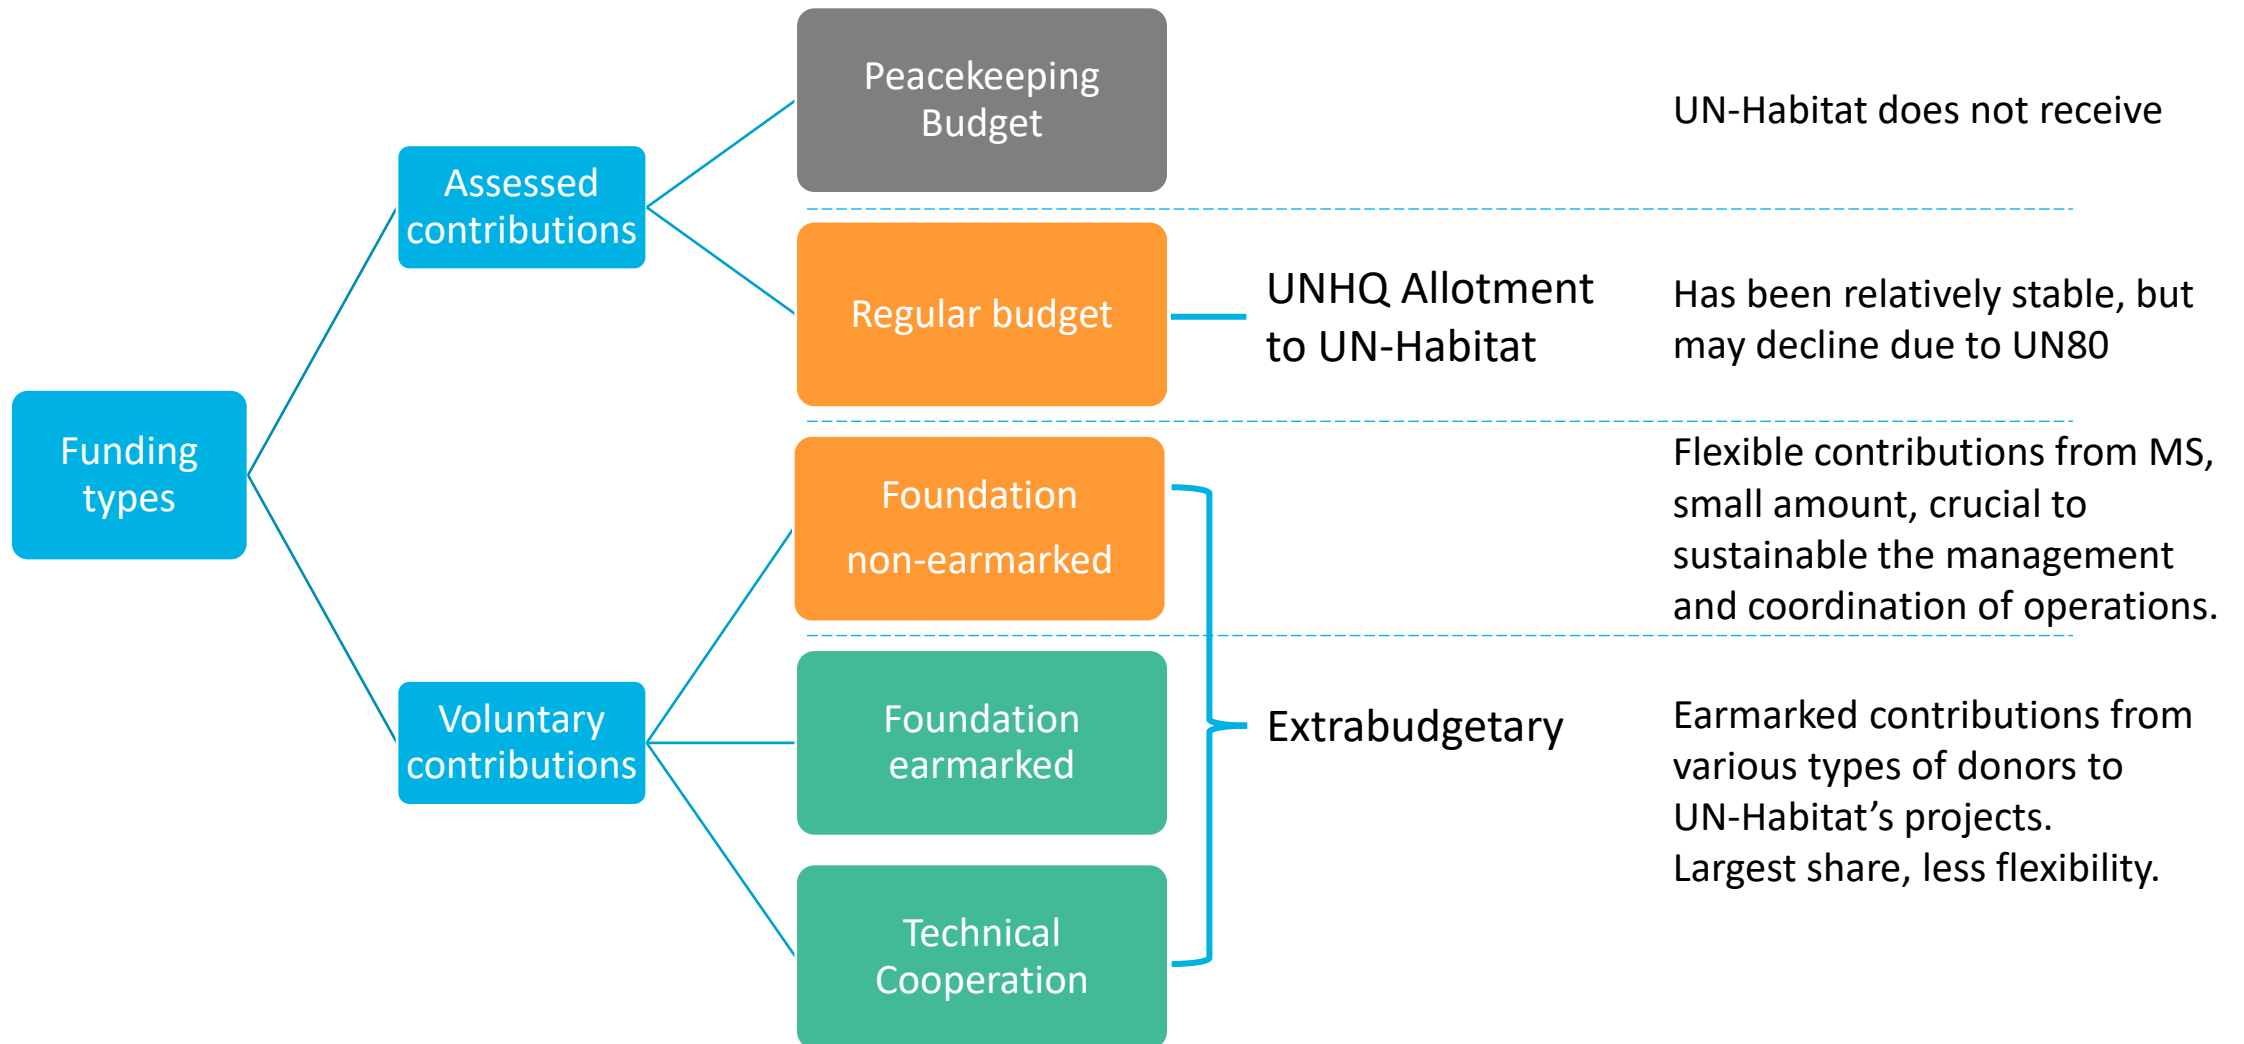 Funding
types
Assessed
contributions
Voluntary
contributions
Peacekeeping
Budget
Regular budget
Foundation
non-earmarked
Foundation
earmarked
Technical
Cooperation
UNHQ Allotment
to UN-Habitat
Extrabudgetary
UN-Habitat does not receive
Has been relatively stable, but
may decline due to UN80
Flexible contributions from MS,
small amount, crucial to
sustainable the management
and coordination of operations.
Earmarked contributions from
various types of donors to
UN-Habitat’s projects.
Largest share, less flexibility.